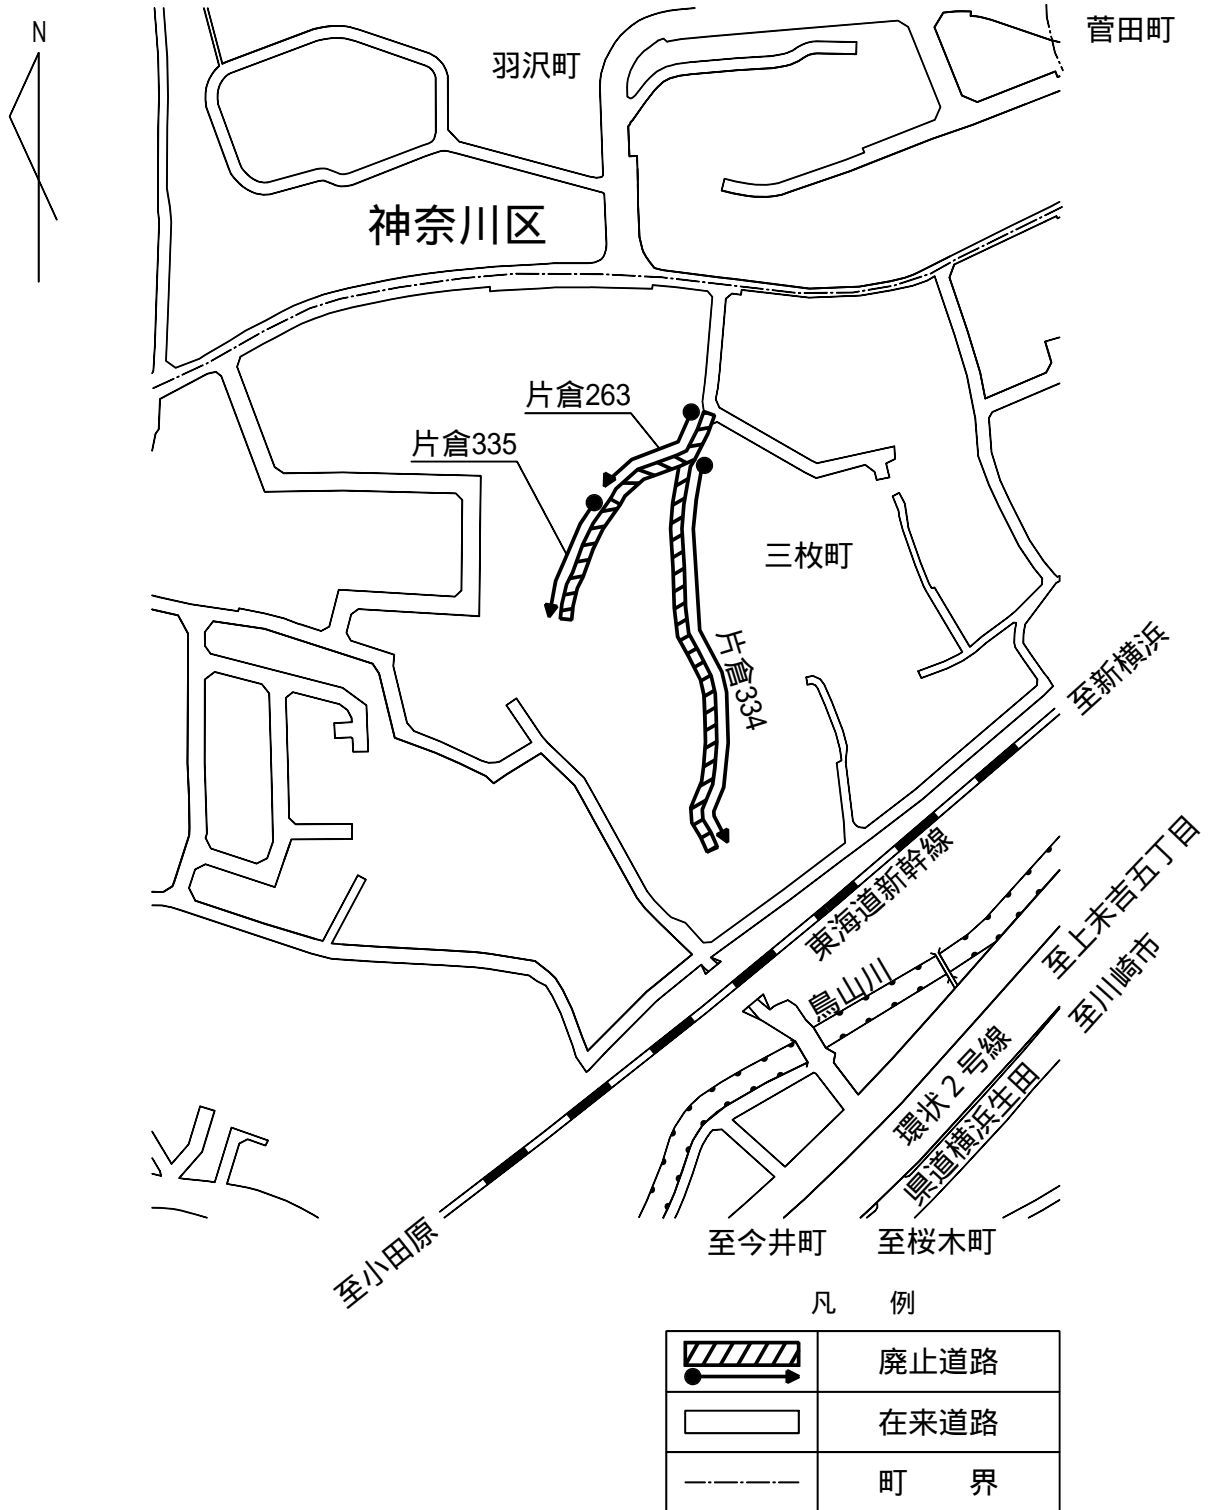 N
菅田町
羽沢町
神奈川区
片倉263
片倉335
三枚町
片倉334
至新横浜
東海道新幹線
鳥山川
至上末吉五丁目
至川崎市
環状2号線
県道横浜生田
至今井町
至桜木町
至小田原
凡 例
廃止道路
在来道路
町 界